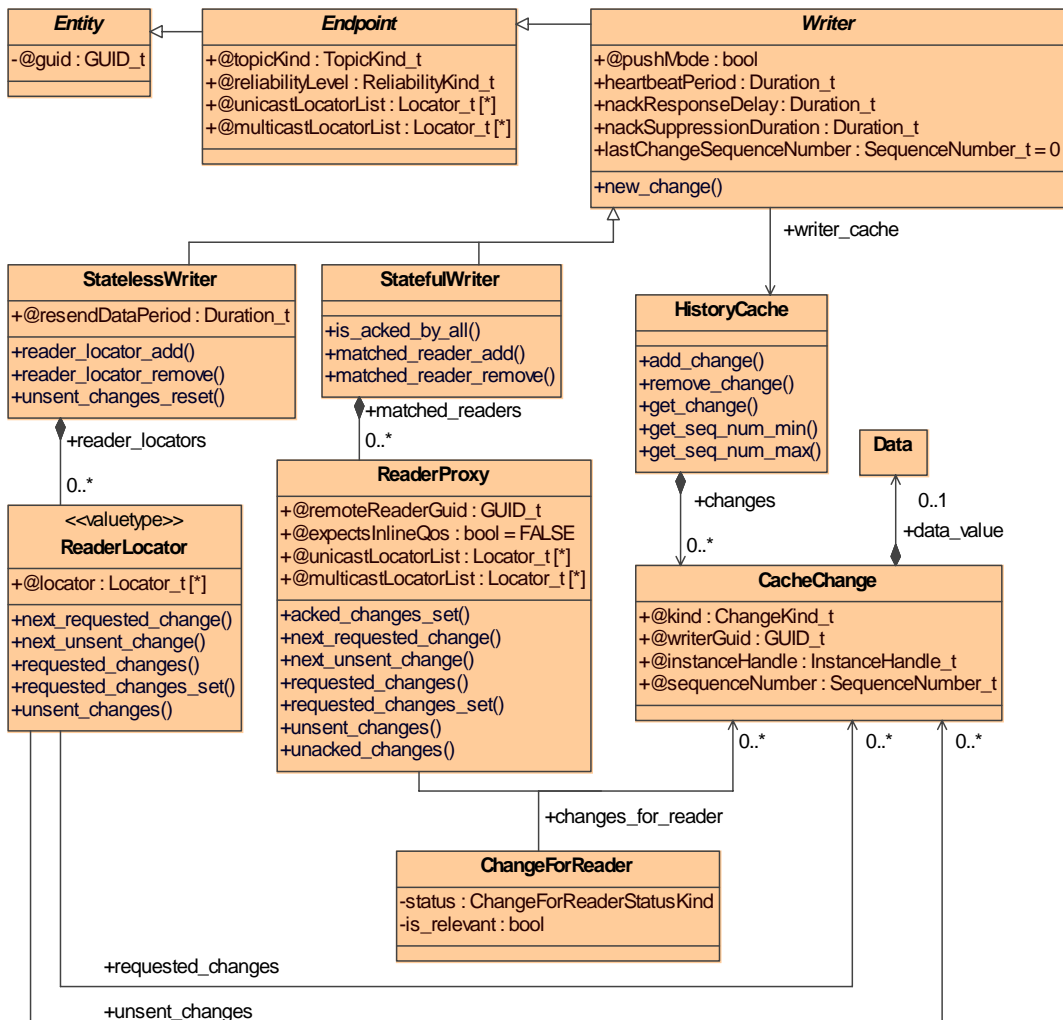 Entity
-@guid : GUID_t
Endpoint
+@topicKind : TopicKind_t
+@reliabilityLevel : ReliabilityKind_t
+@unicastLocatorList : Locator_t [*]
+@multicastLocatorList : Locator_t [*]
Writer
+@pushMode : bool
+heartbeatPeriod : Duration_t
+nackResponseDelay : Duration_t
+nackSuppressionDuration : Duration_t
+lastChangeSequenceNumber : SequenceNumber_t = 0
+new_change()
+writer_cache
StatelessWriter
+@resendDataPeriod : Duration_t
+reader_locator_add()
+reader_locator_remove()
+unsent_changes_reset()
StatefulWriter
+is_acked_by_all()
+matched_reader_add()
+matched_reader_remove()
HistoryCache
+add_change()
+remove_change()
+get_change()
+get_seq_num_min()
+get_seq_num_max()
+reader_locators
0..*
+matched_readers
0..*
+changes
0..*
Data
0..1
+data_value
<<valuetype>>
ReaderLocator
+@locator : Locator_t [*]
+next_requested_change()
+next_unsent_change()
+requested_changes()
+requested_changes_set()
+unsent_changes()
ReaderProxy
+@remoteReaderGuid : GUID_t
+@expectsInlineQos : bool = FALSE
+@unicastLocatorList : Locator_t [*]
+@multicastLocatorList : Locator_t [*]
+acked_changes_set()
+next_requested_change()
+next_unsent_change()
+requested_changes()
+requested_changes_set()
+unsent_changes()
+unacked_changes()
CacheChange
+@kind : ChangeKind_t
+@writerGuid : GUID_t
+@instanceHandle : InstanceHandle_t
+@sequenceNumber : SequenceNumber_t
0..*
0..*
0..*
+changes_for_reader
ChangeForReader
-status : ChangeForReaderStatusKind
-is_relevant : bool
+requested_changes
+unsent_changes